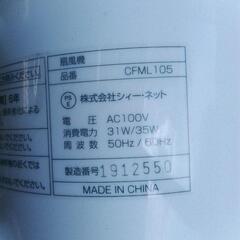 扇風機
品番 CFML105
PS
E 株式会社シィー・ネット
電圧 AC100V
消費電力 31W/35W
周波数 50Hz / 60Hz
製造番号 1912550
MADE IN CHINA